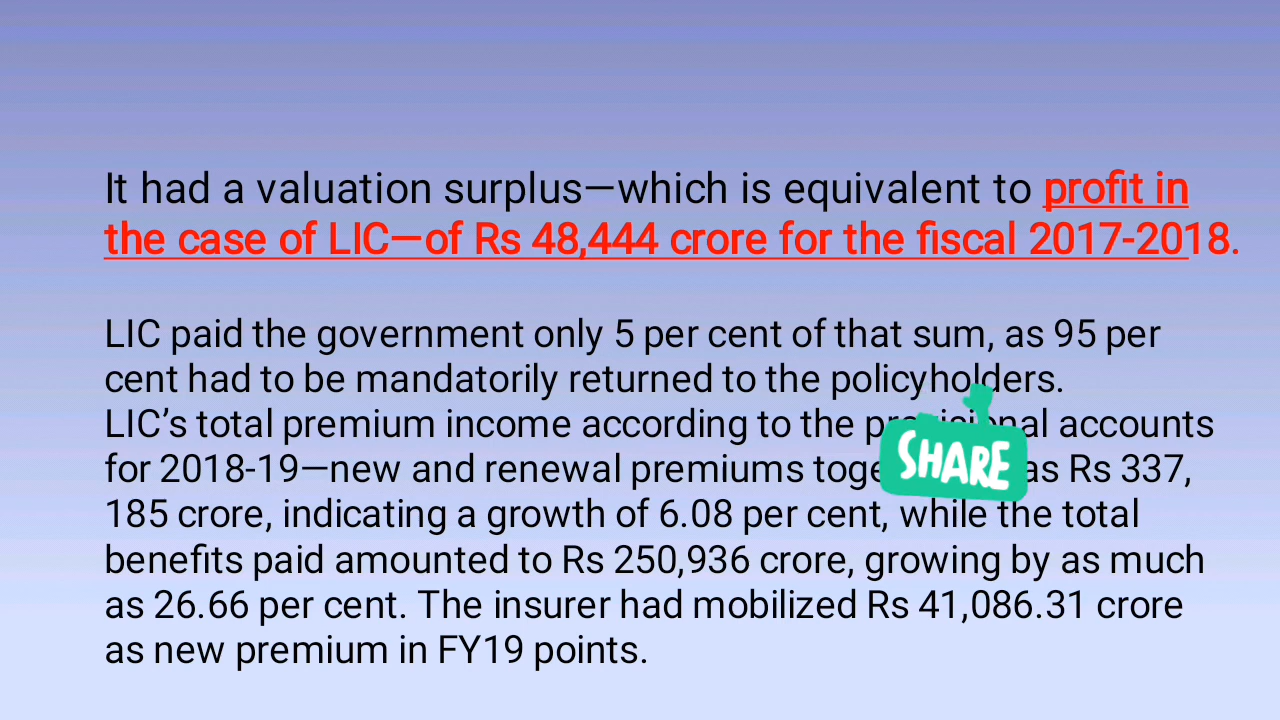 It had a valuation surplus—which is equivalent to profit in
the case of LIC—of Rs 48,444 crore for the fiscal 2017-2018.
LIC paid the government only 5 per cent of that sum, as 95 per
cent had to be mandatorily returned to the policyholders.
LIC’s total premium income according to the provisional accounts
for 2018-19—new and renewal premiums as Rs 337,
SHARE
185 crore, indicating a growth of 6.08 per cent, while the total
benefits paid amounted to Rs 250,936 crore, growing by as much
as 26.66 per cent. The insurer had mobilized Rs 41,086.31 crore
as new premium in FY19 points.